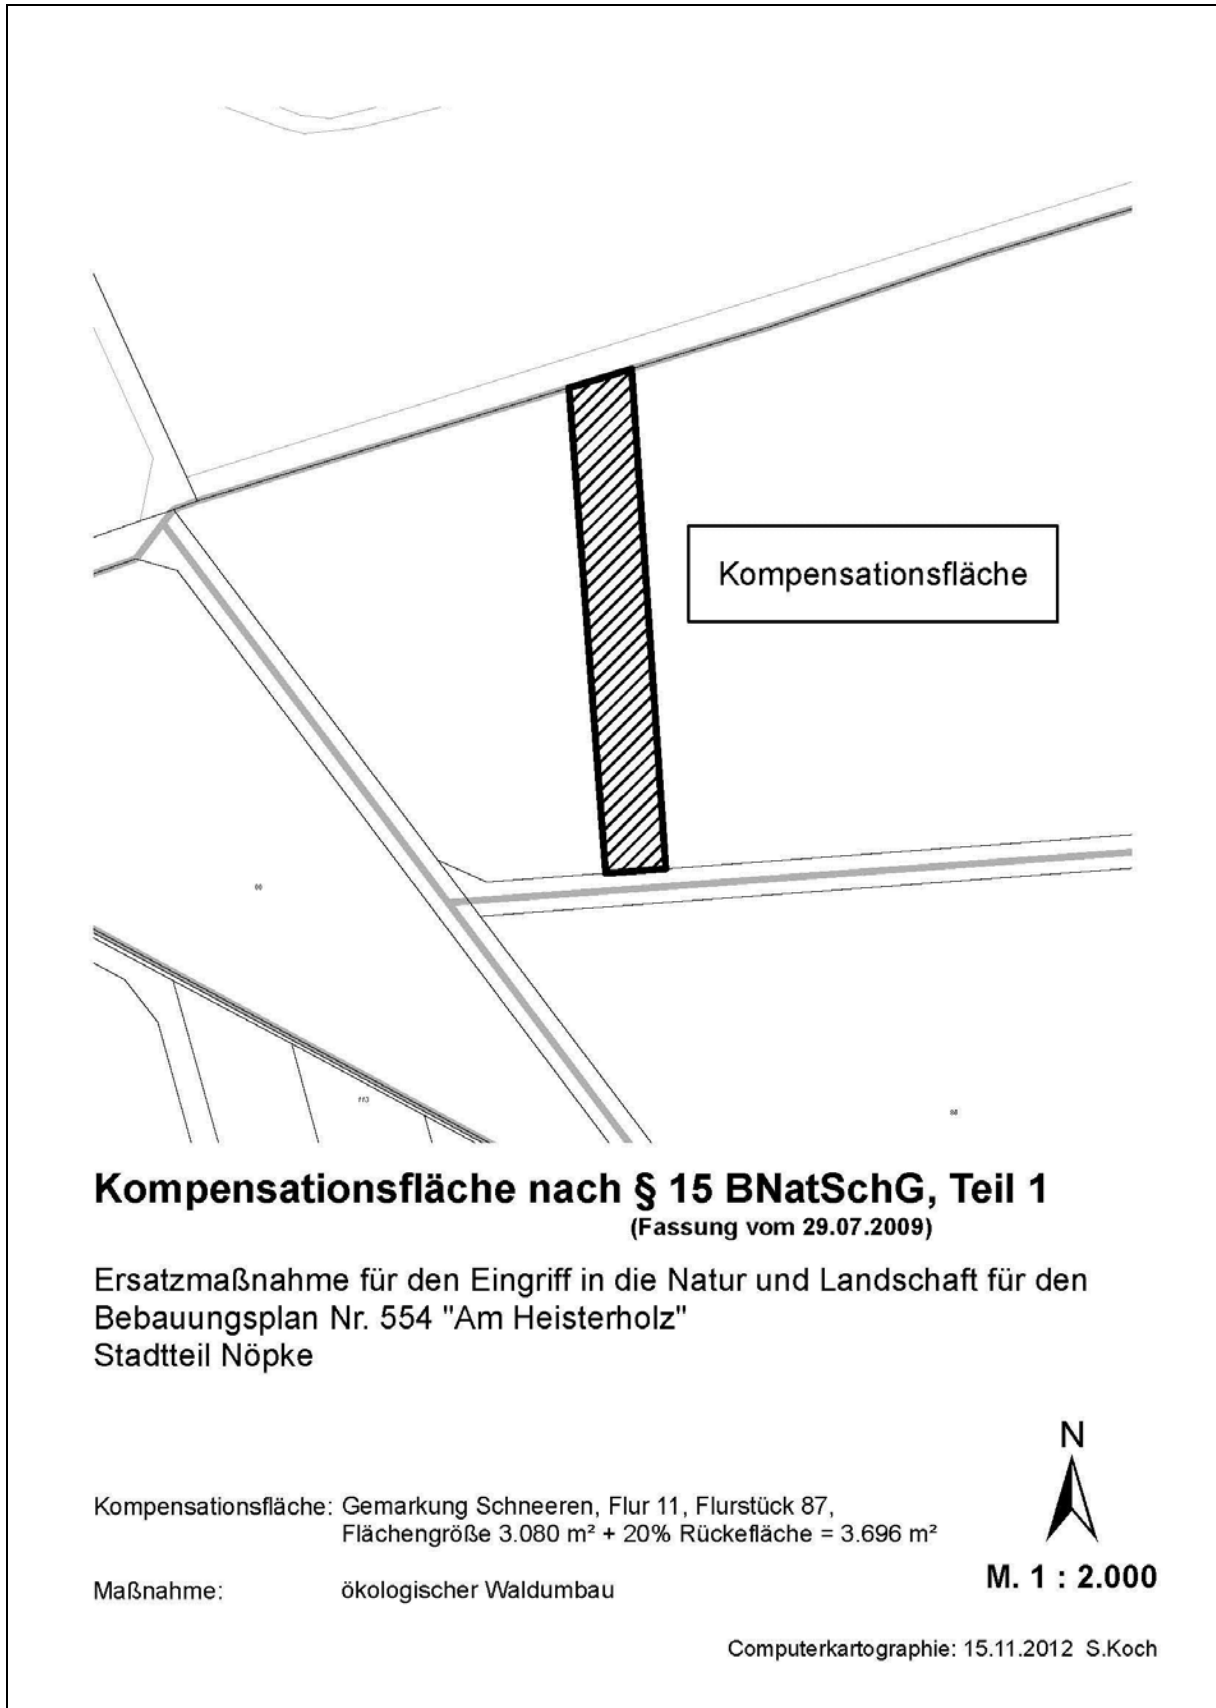 Kompensationsfläche
113
Kompensationsfläche nach § 15 BNatSchG, Teil 1
(Fassung vom 29.07.2009)
Ersatzmaßnahme für den Eingriff in die Natur und Landschaft für den
Bebauungsplan Nr. 554 "Am Heisterholz"
Stadtteil Nöpke
N
Kompensationsfläche: Gemarkung Schneeren, Flur 11, Flurstück 87,
Flächengröße 3.080 m² + 20% Rückefläche = 3.696 m²
M. 1 : 2.000
Maßnahme: ökologischer Waldumbau
Computerkartographie: 15.11.2012 S.Koch